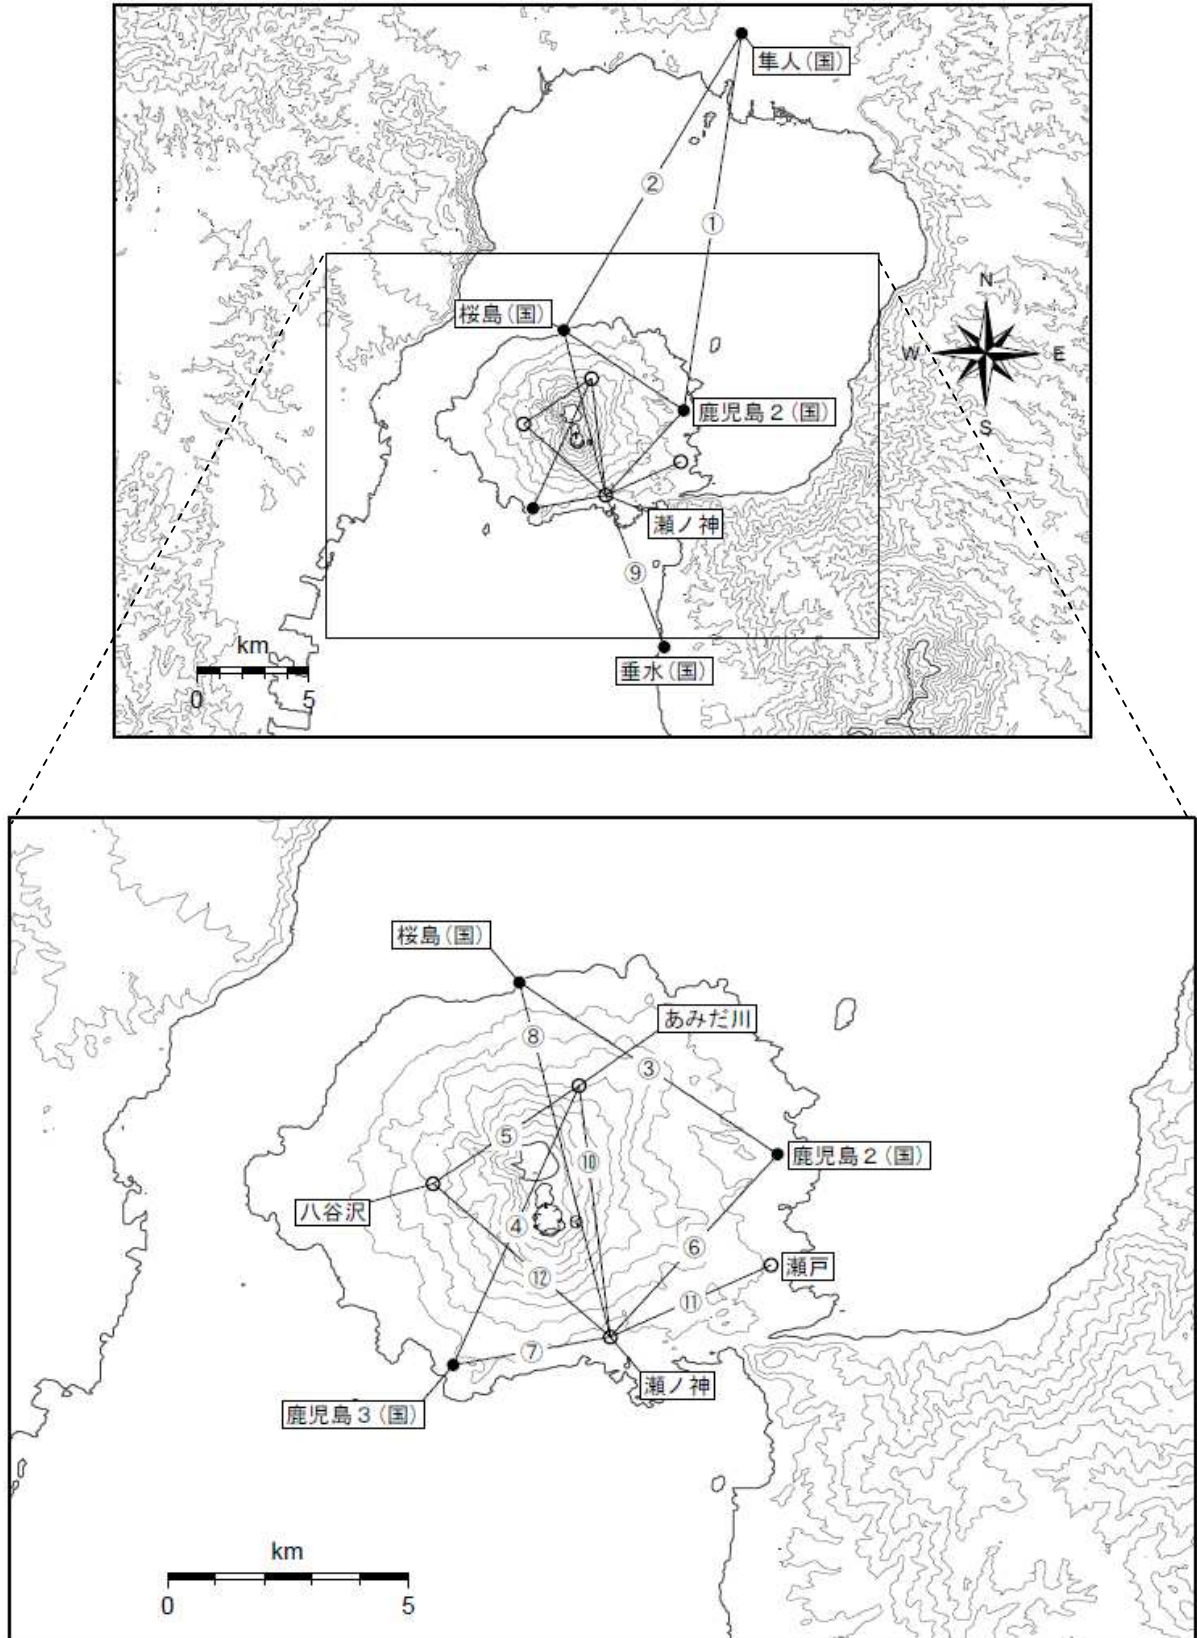 隼人(国)
②
①
N
桜島(国)
W
E
鹿児島2(国)
S
瀬ノ神
⑨
km
垂水(国)
0
5
桜島(国)
あみだ川
⑧
③
⑤
鹿児島2(国)
⑩
八谷沢
④
⑥
瀬戸
⑫
⑪
⑦
瀬ノ神
鹿児島3(国)
km
0
5